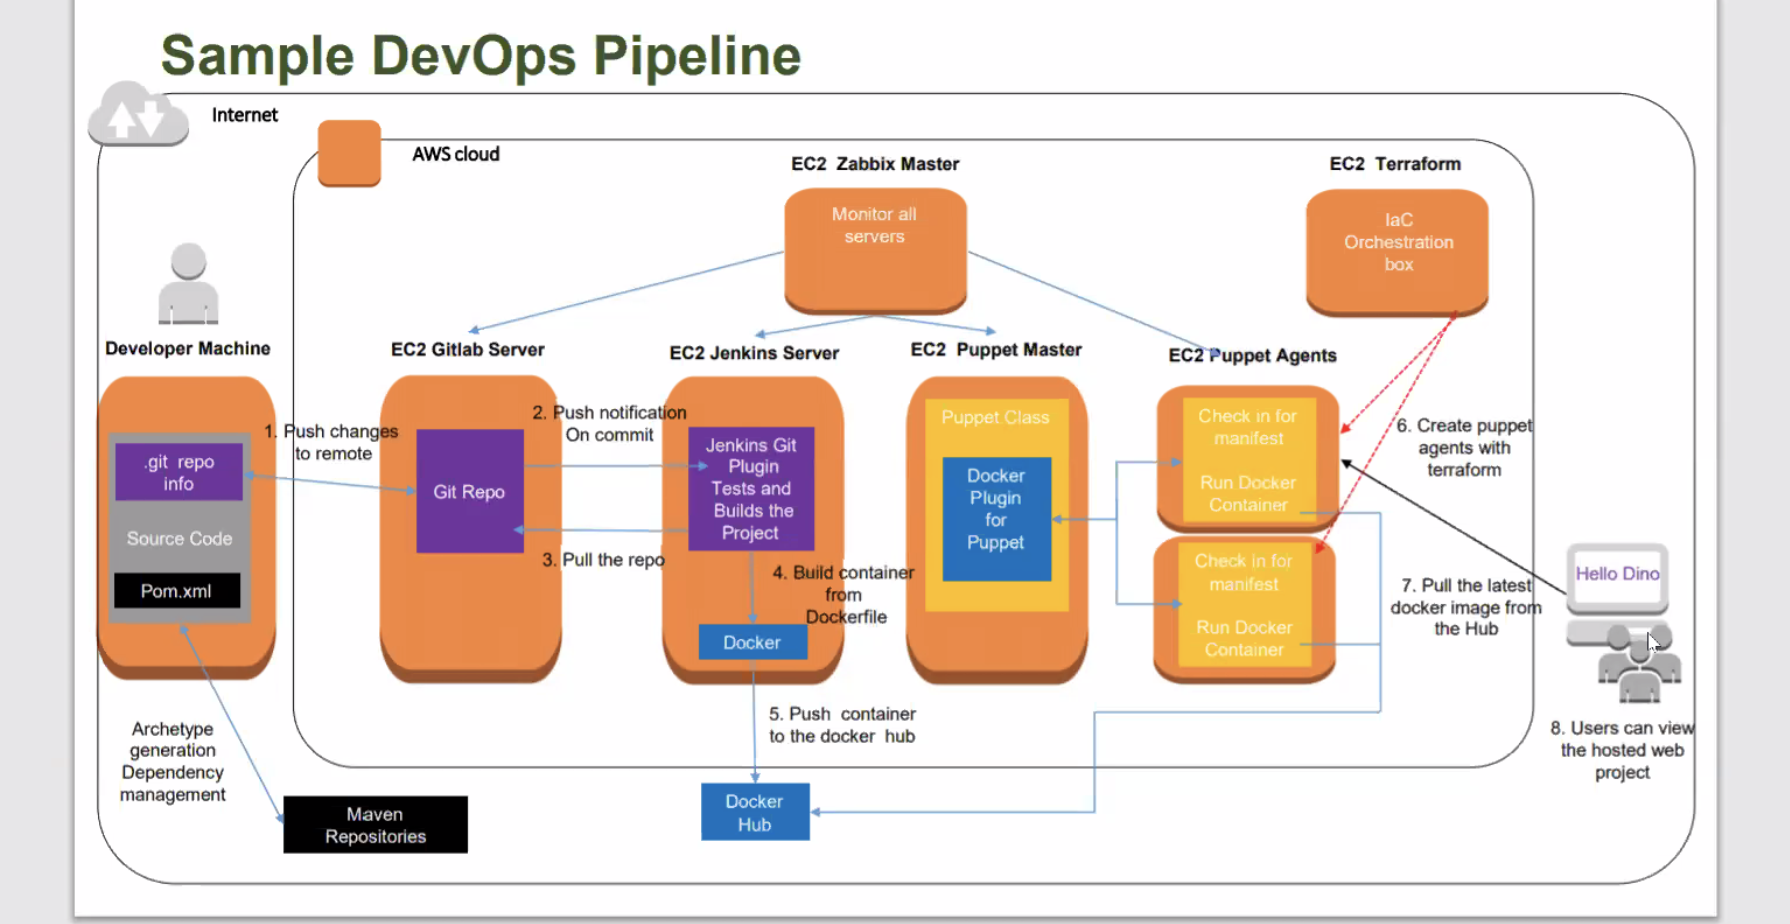 Sample DevOps Pipeline
Internet
AWS cloud
EC2 Zabbix Master
Monitor all
servers
EC2 Terraform
IaC
Orchestration
box
Developer Machine
.git repo
info
Source Code
Pom.xml
1. Push changes
to remote
EC2 Gitlab Server
Git Repo
2. Push notification
On commit
3. Pull the repo
EC2 Jenkins Server
Jenkins Git
Plugin
Tests and
Builds the
Project
4. Build container
from
Dockerfile
Docker
EC2 Puppet Master
Puppet Class
Docker
Plugin
for
Puppet
EC2 Puppet Agents
Check in for
manifest
Run Docker
Container
Check in for
manifest
Run Docker
Container
6. Create puppet
agents with
terraform
7. Pull the latest
docker image from
the Hub
Hello Dino
8. Users can view
the hosted web
project
5. Push container
to the docker hub
Docker
Hub
Archetype
generation
Dependency
management
Maven
Repositories